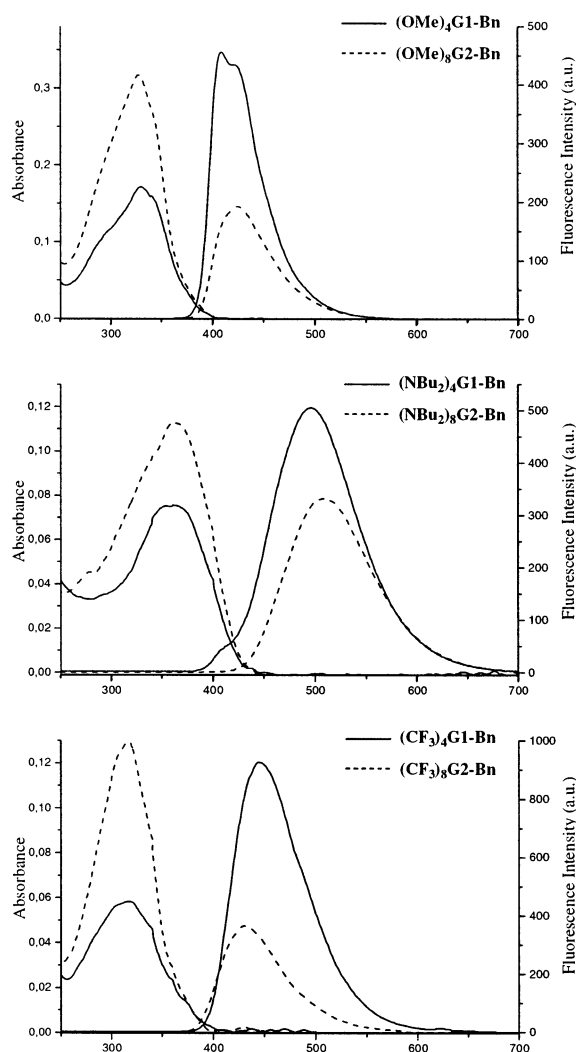 (OMe)₄G1-Bn
(OMe)₈G2-Bn
500
400
300
200
100
0
Fluorescence Intensity (a.u.)
0,3
0,2
0,1
0,0
Absorbance
300 400 500 600 700
(NBu₂)₄G1-Bn
(NBu₂)₈G2-Bn
500
400
300
200
100
0
Fluorescence Intensity (a.u.)
0,12
0,10
0,08
0,06
0,04
0,02
0,00
Absorbance
300 400 500 600 700
(CF₃)₄G1-Bn
(CF₃)₈G2-Bn
1000
800
600
400
200
0
Fluorescence Intensity (a.u.)
0,12
0,10
0,08
0,06
0,04
0,02
0,00
Absorbance
300 400 500 600 700